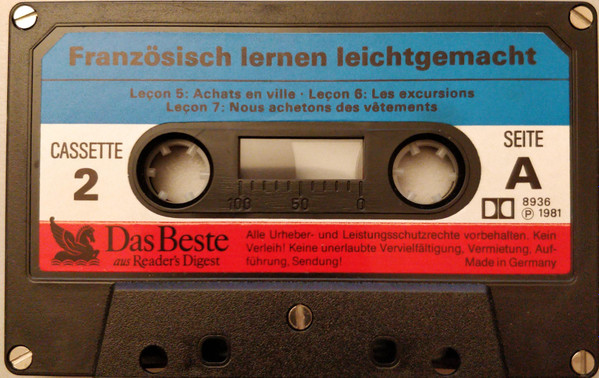 Französisch lernen leichtgemacht
Leçon 5: Achats en ville · Leçon 6: Les excursions
Leçon 7: Nous achetons des vêtements
CASSETTE
2
SEITE
A
100 50 0
8936
Ⓟ 1981
Das Beste
aus Reader's Digest
Alle Urheber- und Leistungsschutzrechte vorbehalten. Kein
Verleih! Keine unerlaubte Vervielfältigung, Vermietung, Auf-
führung, Sendung! Made in Germany